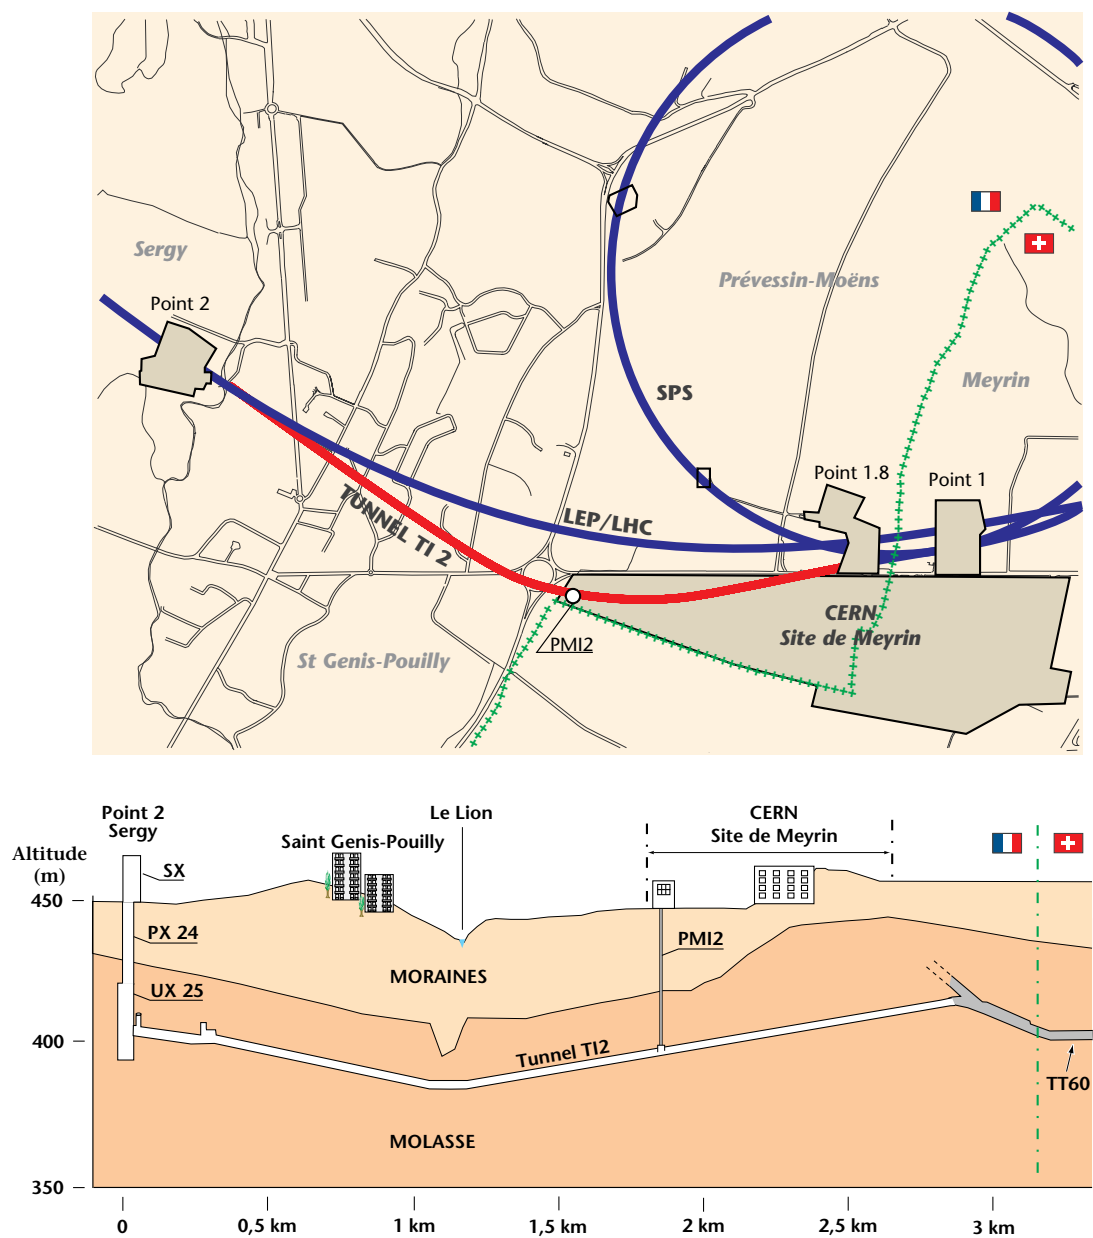 Sergy
Point 2
Prévessin-Moëns
SPS
Meyrin
Point 1.8
Point 1
TUNNEL TI 2
LEP/LHC
CERN
Site de Meyrin
PMI2
St Genis-Pouilly
Point 2
Sergy
Le Lion
CERN
Site de Meyrin
Saint Genis-Pouilly
Altitude
(m)
SX
450
PX 24
PMI2
MORAINES
UX 25
400
Tunnel TI2
TT60
MOLASSE
350
0
0,5 km
1 km
1,5 km
2 km
2,5 km
3 km